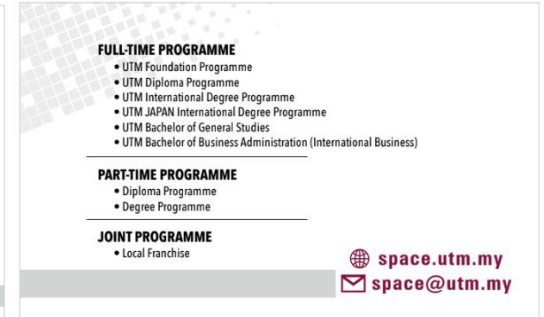 FULL-TIME PROGRAMME
• UTM Foundation Programme
• UTM Diploma Programme
• UTM International Degree Programme
• UTM JAPAN International Degree Programme
• UTM Bachelor of General Studies
• UTM Bachelor of Business Administration (International Business)
PART-TIME PROGRAMME
• Diploma Programme
• Degree Programme
JOINT PROGRAMME
• Local Franchise
space.utm.my
space@utm.my